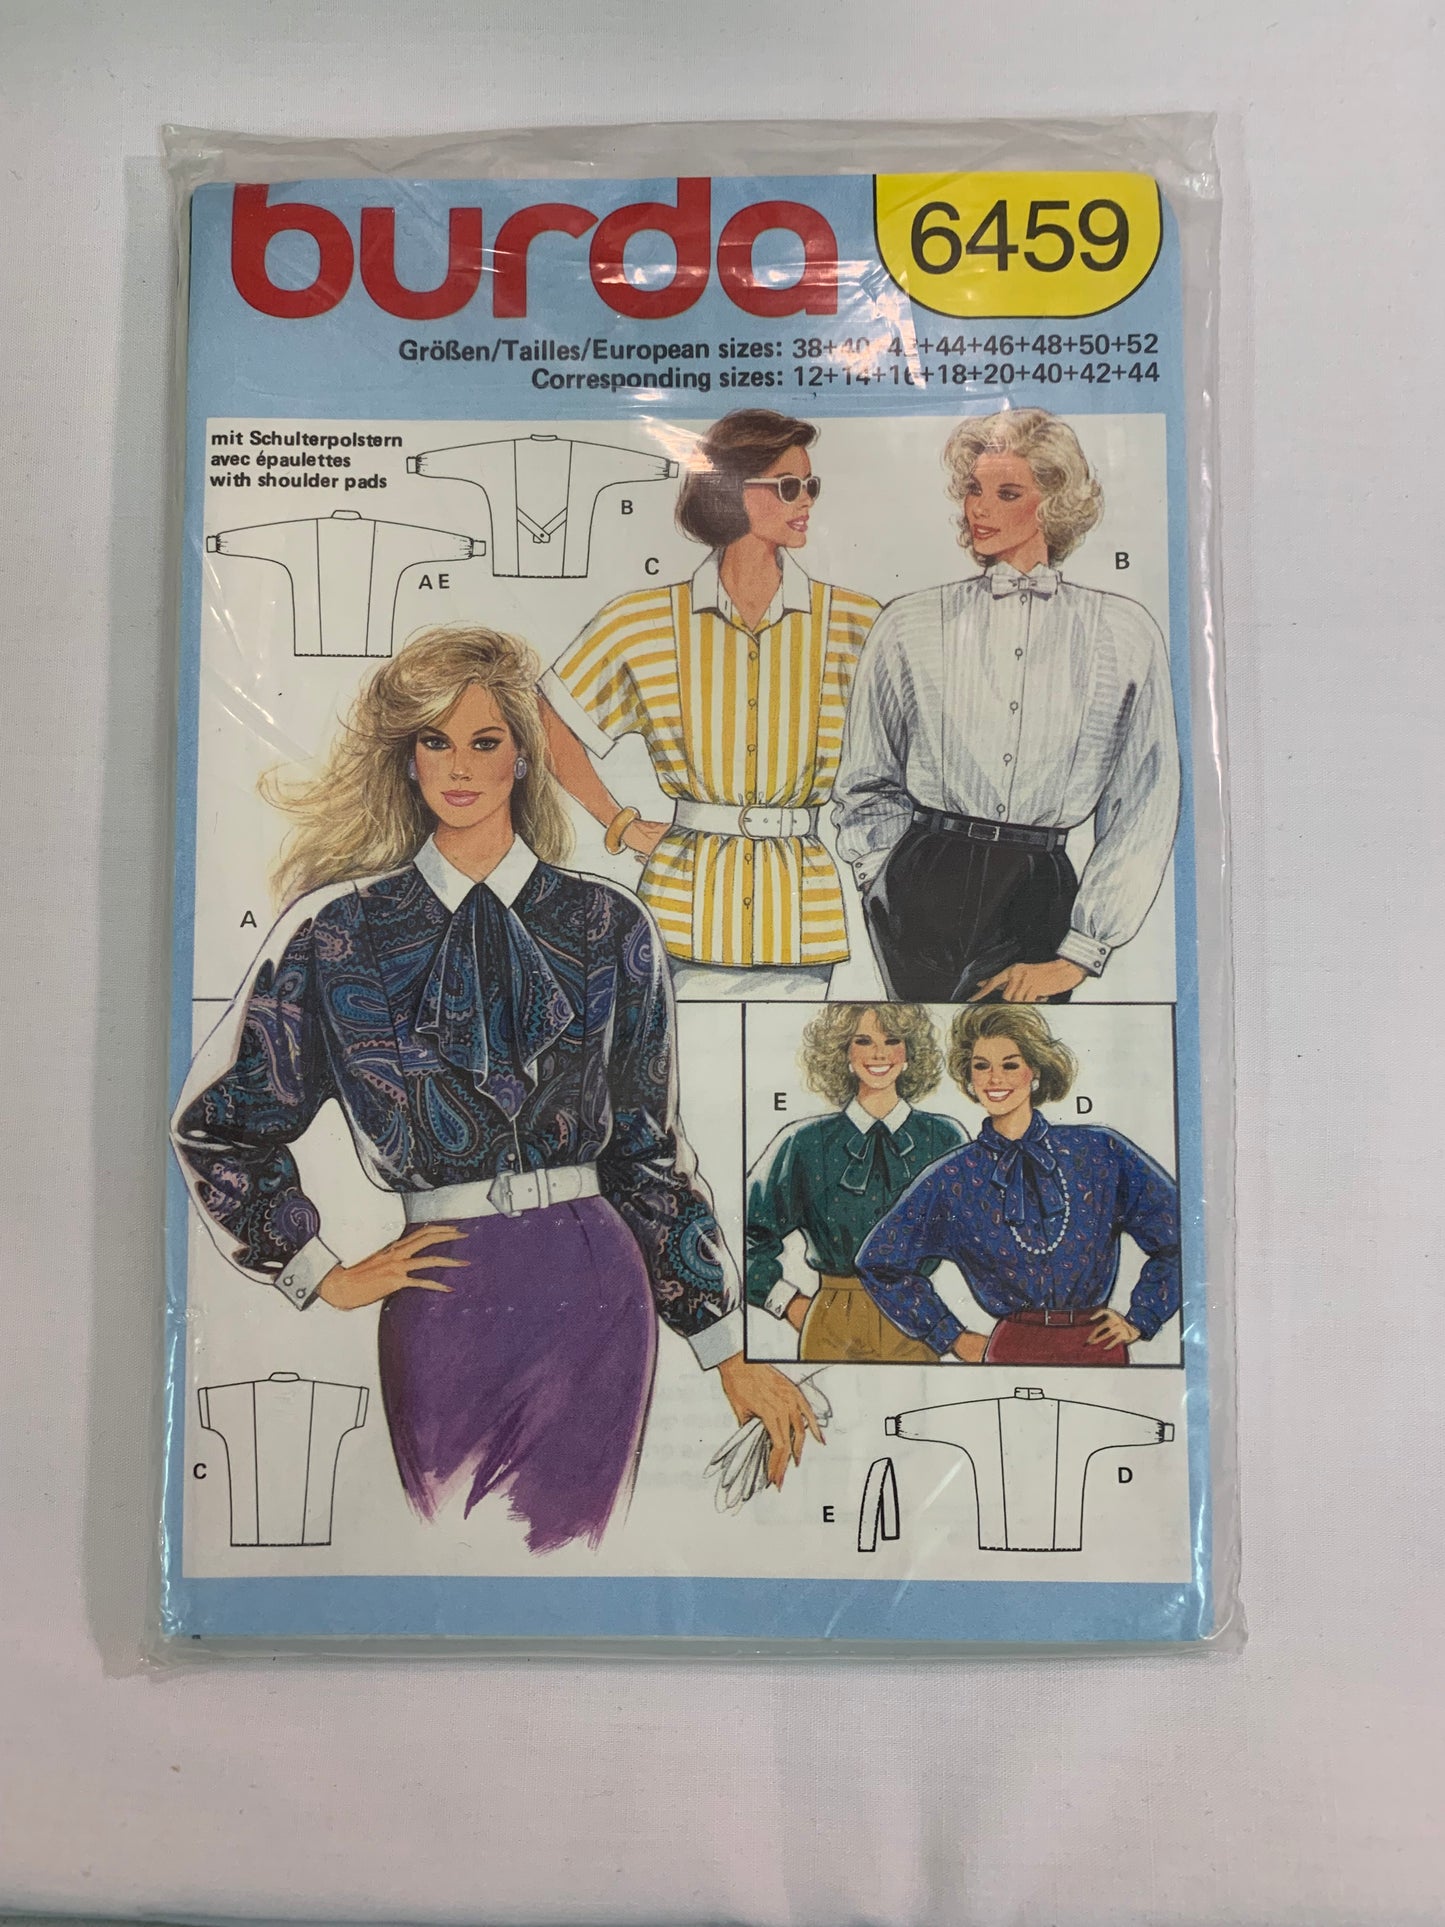 burda
6459
Größen/Tailles/European sizes: 38+40+42+44+46+48+50+52
Corresponding sizes: 12+14+16+18+20+40+42+44
mit Schulterpolstern
avec épaulettes
with shoulder pads
B
A E
C
B
A
E
D
C
E
D